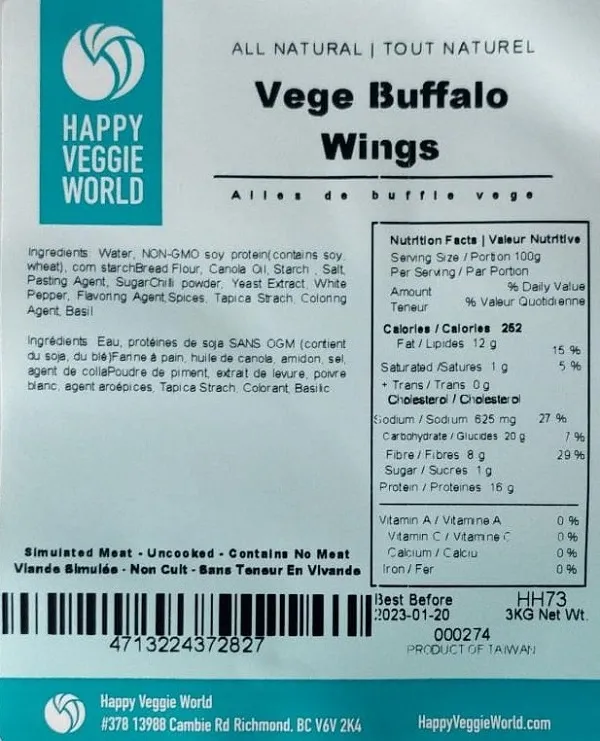 HAPPY
VEGGIE
WORLD
ALL NATURAL | TOUT NATUREL
Vege Buffalo
Wings
Ailes de buffle vege
Ingredients: Water, NON-GMO soy protein(contains soy.
wheat), corn starchBread Flour, Canola Oil, Starch , Salt,
Pasting Agent, SugarChili powder, Yeast Extract, White
Pepper, Flavoring Agent,Spices, Tapica Strach, Coloring
Agent, Basil
Ingrédients: Eau, protéines de soja SANS OGM (contient
du soja, du blé)Farine à pain, huile de canola, amidon, sel,
agent de collaPoudre de piment, extrait de levure, poivre
blanc, agent aroépices, Tapica Strach, Colorant, Basilic
Nutrition Facts | Valeur Nutritive
Serving Size / Portion 100g
Per Serving / Par Portion
Amount % Daily Value
Teneur % Valeur Quotidienne
Calories / Calories 252
Fat / Lipides 12 g 15 %
Saturated /Satures 1 g 5 %
+ Trans / Trans 0 g
Cholesterol / Cholesterol
Sodium / Sodium 625 mg 27 %
Carbohydrate / Glucides 20 g 7 %
Fibre / Fibres 8 g 29 %
Sugar / Sucres 1 g
Protein / Proteines 16 g
Vitamin A / Vitamine A 0 %
Vitamin C / Vitamine C 0 %
Calcium / Calciu 0 %
Iron / Fer 0 %
Simulated Meat - Uncooked - Contains No Meat
Viande Simulée - Non Cuit - Sans Teneur En Vivande
4713224372827
Best Before
2023-01-20
HH73
3KG Net Wt.
000274
PRODUCT OF TAIWAN
Happy Veggie World
#378 13988 Cambie Rd Richmond, BC V6V 2K4
HappyVeggieWorld.com